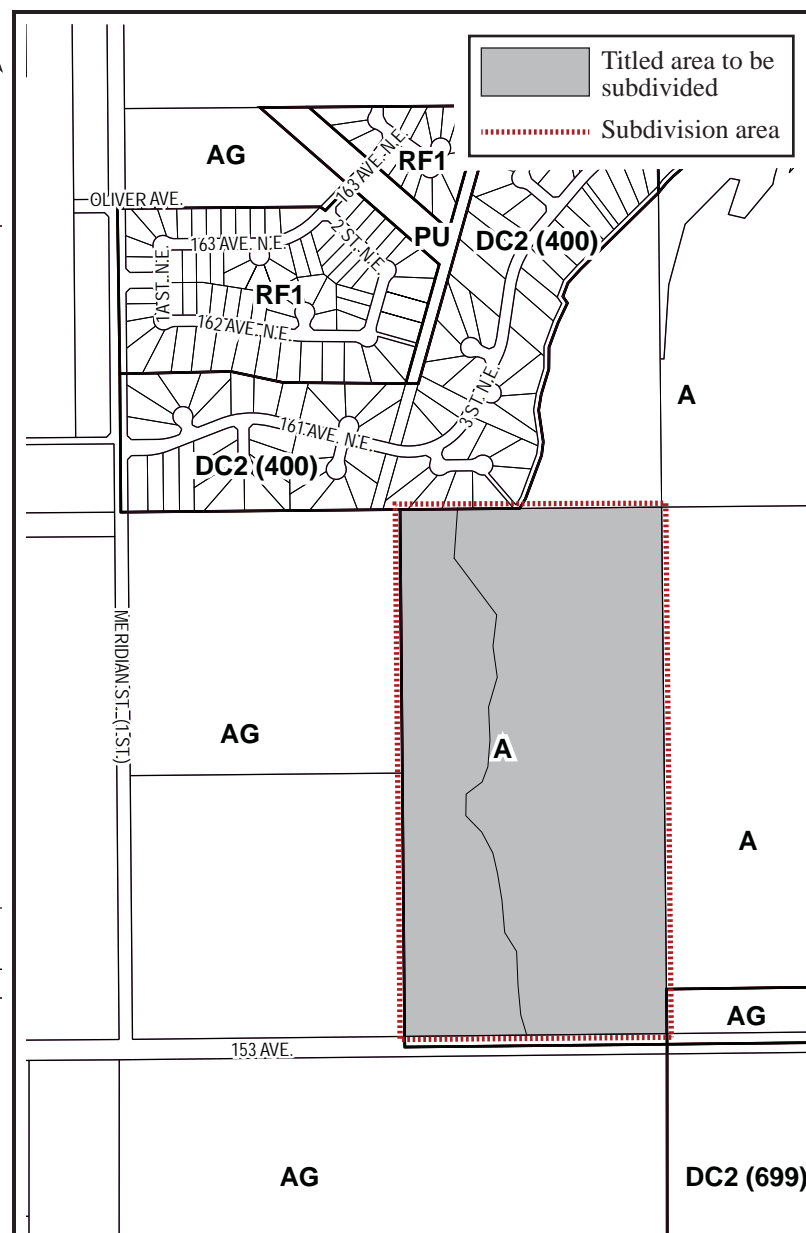 Titled area to be
subdivided
Subdivision area
AG
RF1
163 AVE. N.E.
OLIVER AVE.
PU
DC2 (400)
163 AVE. N.E.
2 ST. N.E.
1A ST. N.E.
RF1
162 AVE. N.E.
3 ST. N.E.
A
161 AVE. N.E.
DC2 (400)
MERIDIAN ST. (1 ST.)
AG
A
A
AG
153 AVE.
AG
DC2 (699)